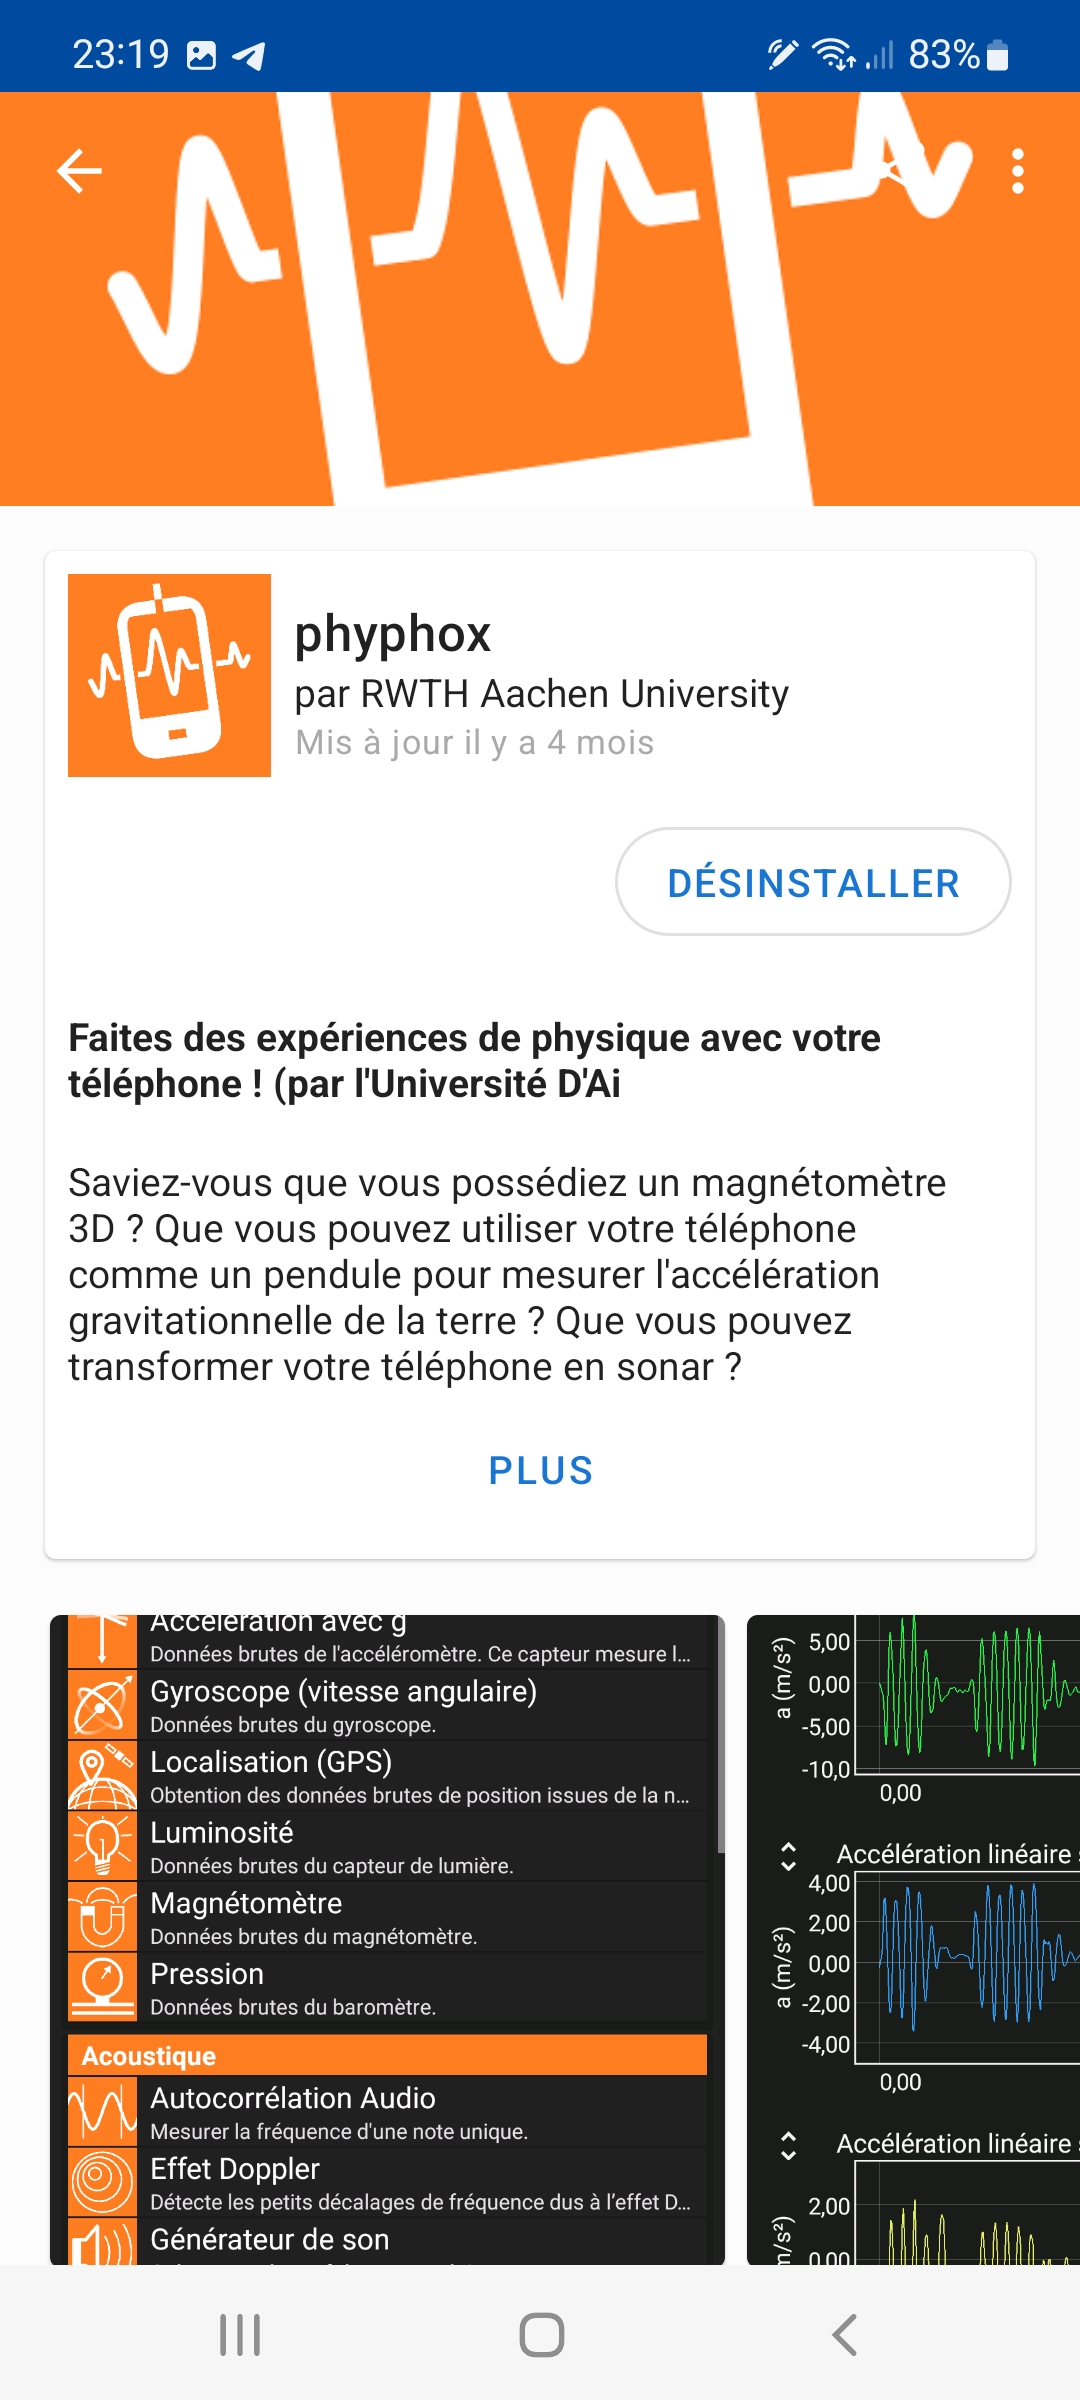 23:19
83%
phyphox
par RWTH Aachen University
Mis à jour il y a 4 mois
DÉSINSTALLER
Faites des expériences de physique avec votre
téléphone ! (par l'Université D'Ai
Saviez-vous que vous possédiez un magnétomètre
3D ? Que vous pouvez utiliser votre téléphone
comme un pendule pour mesurer l'accélération
gravitationnelle de la terre ? Que vous pouvez
transformer votre téléphone en sonar ?
PLUS
Accélération avec g
Données brutes de l'accéléromètre. Ce capteur mesure l...
Gyroscope (vitesse angulaire)
Données brutes du gyroscope.
Localisation (GPS)
Obtention des données brutes de position issues de la n...
Luminosité
Données brutes du capteur de lumière.
Magnétomètre
Données brutes du magnétomètre.
Pression
Données brutes du baromètre.
Acoustique
Autocorrélation Audio
Mesurer la fréquence d'une note unique.
Effet Doppler
Détecte les petits décalages de fréquence dus à l'effet D...
Générateur de son
a (m/s²)
5,00
0,00
-5,00
-10,0
0,00
Accélération linéaire
a (m/s²)
4,00
2,00
0,00
-2,00
-4,00
0,00
Accélération linéaire
m/s²)
2,00
0,00